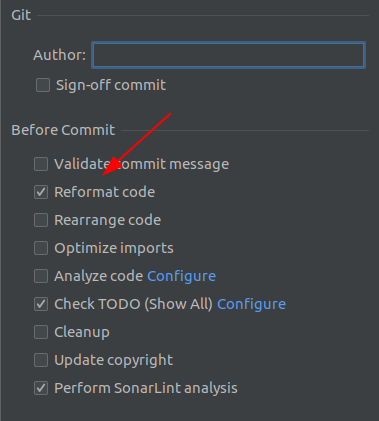 Git
Author:
Sign-off commit
Before Commit
Validate commit message
Reformat code
Rearrange code
Optimize imports
Analyze code Configure
Check TODO (Show All) Configure
Cleanup
Update copyright
Perform SonarLint analysis